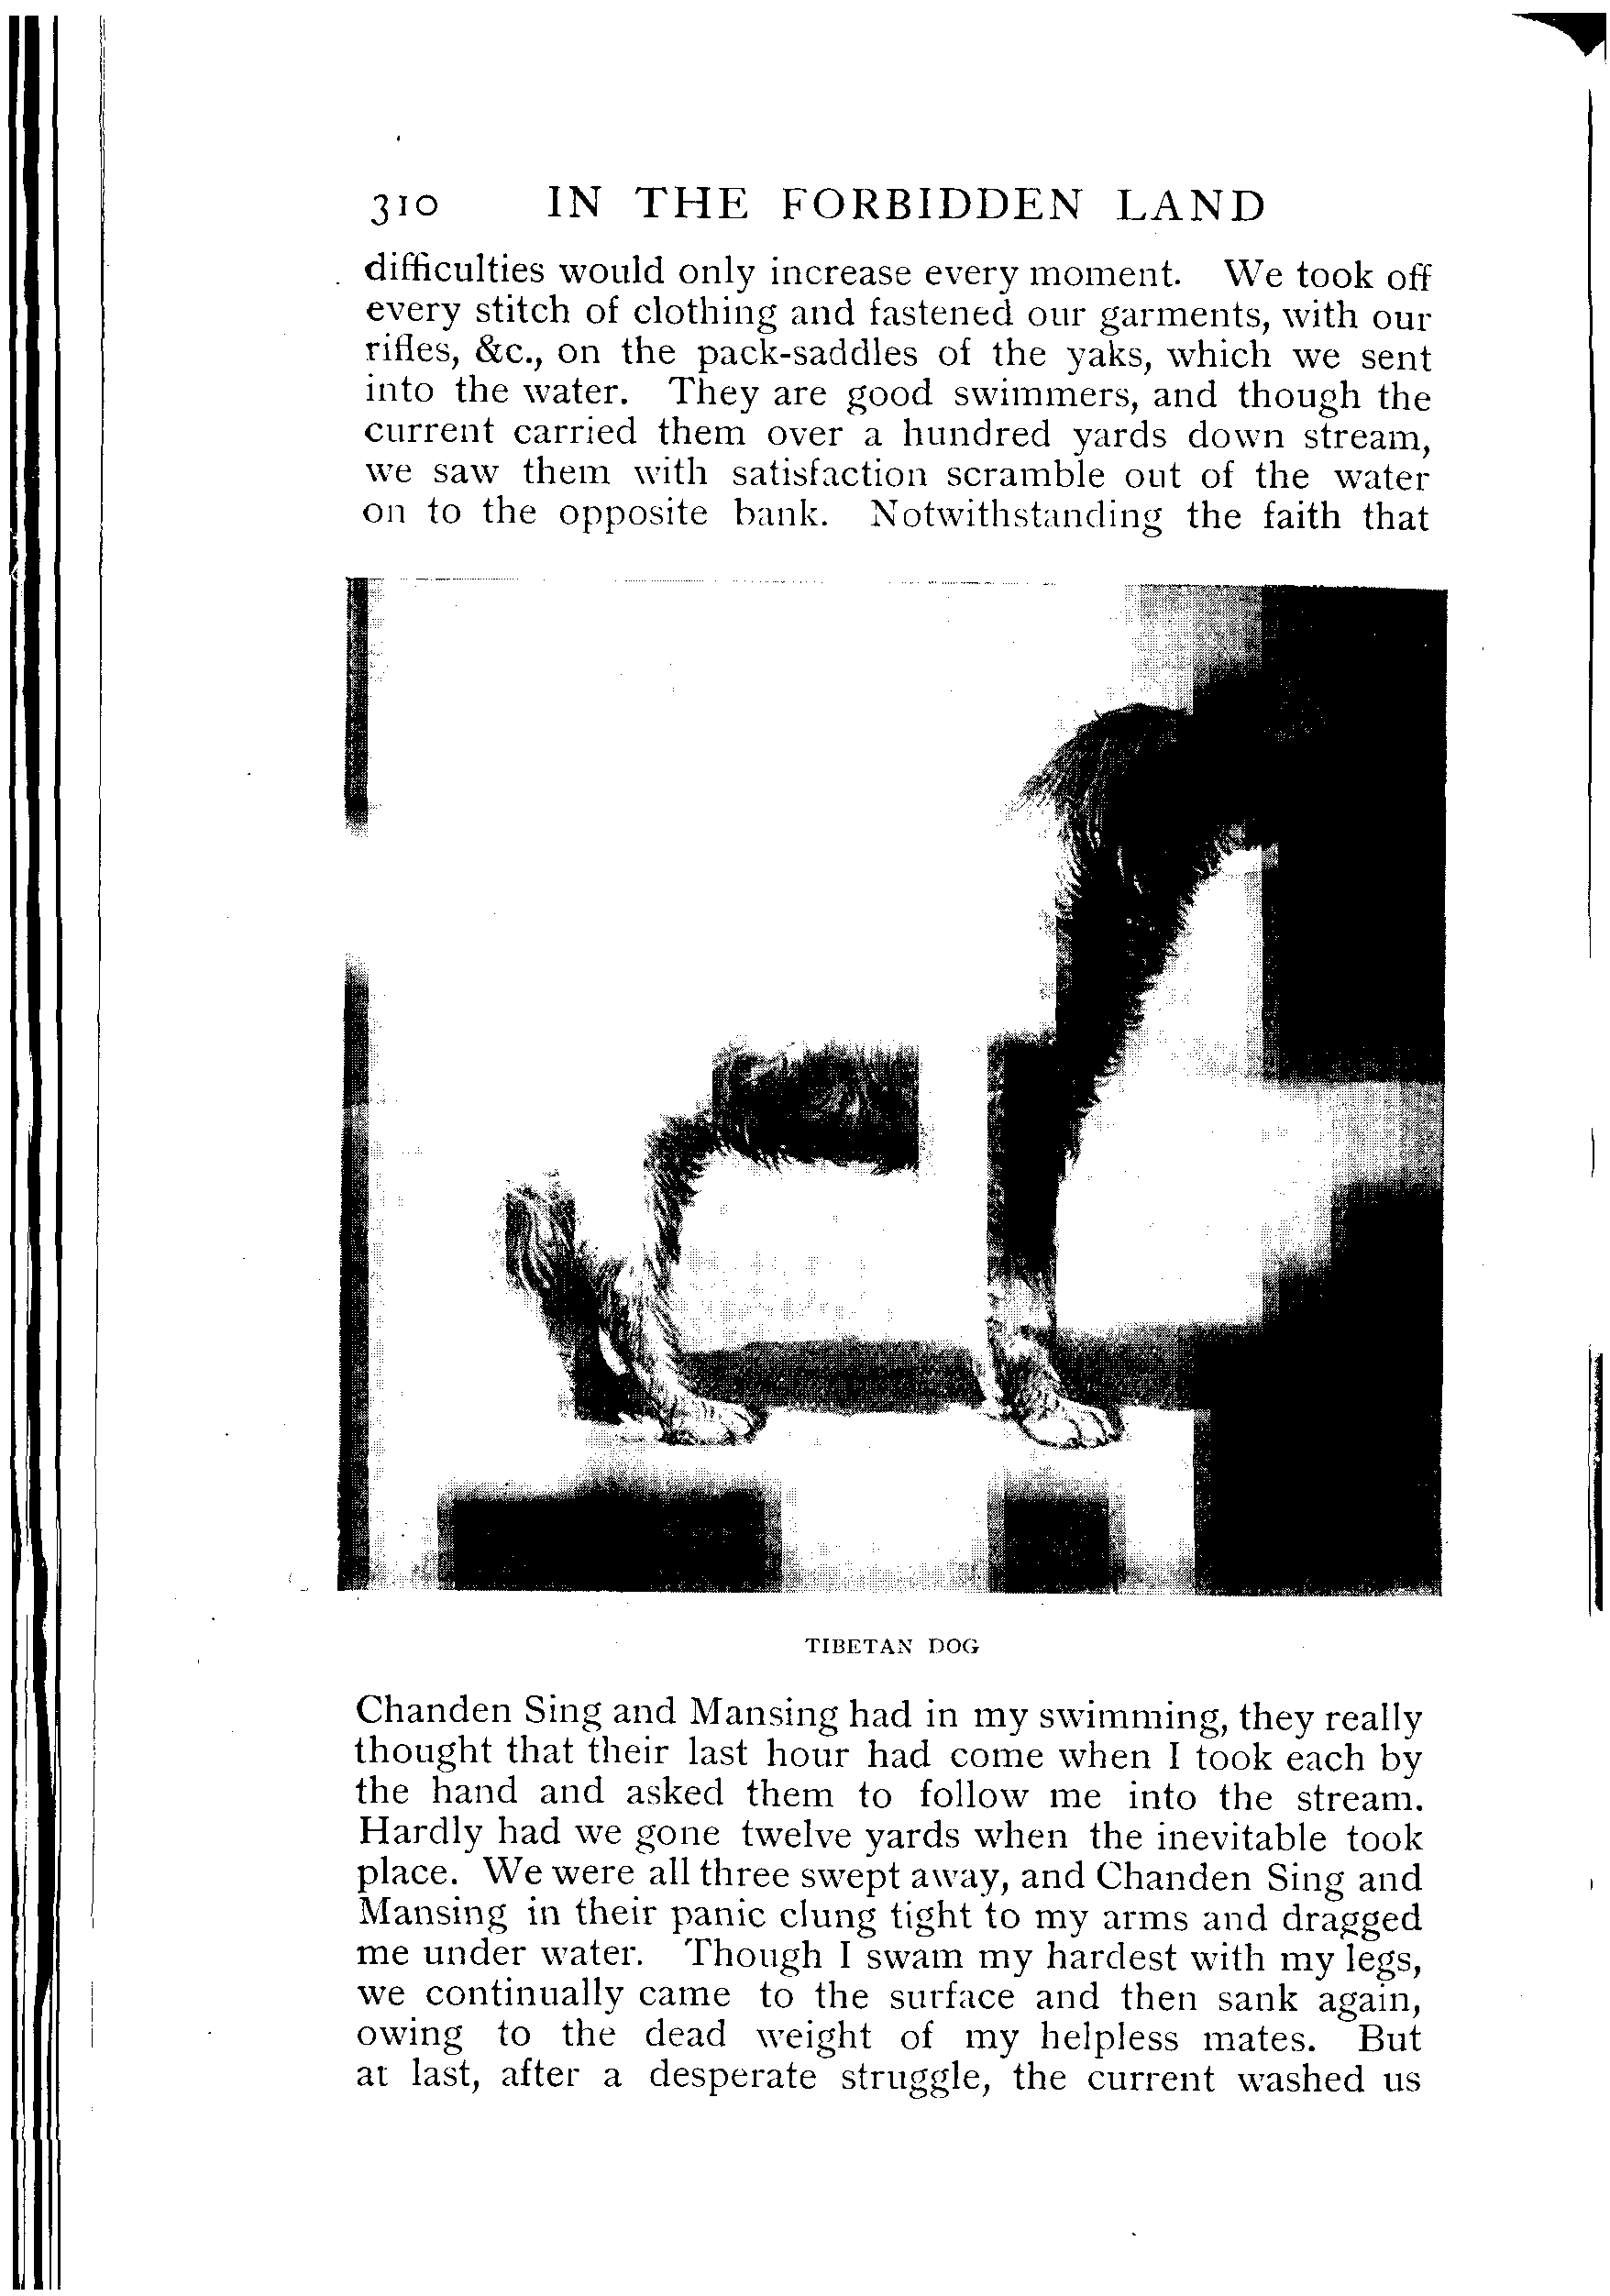 310 IN THE FORBIDDEN LAND
difficulties would only increase every moment. We took off
every stitch of clothing and fastened our garments, with our
rifles, &c., on the pack-saddles of the yaks, which we sent
into the water. They are good swimmers, and though the
current carried them over a hundred yards down stream,
we saw them with satisfaction scramble out of the water
on to the opposite bank. Notwithstanding the faith that
TIBETAN DOG
Chanden Sing and Mansing had in my swimming, they really
thought that their last hour had come when I took each by
the hand and asked them to follow me into the stream.
Hardly had we gone twelve yards when the inevitable took
place. We were all three swept away, and Chanden Sing and
Mansing in their panic clung tight to my arms and dragged
me under water. Though I swam my hardest with my legs,
we continually came to the surface and then sank again,
owing to the dead weight of my helpless mates. But
at last, after a desperate struggle, the current washed us